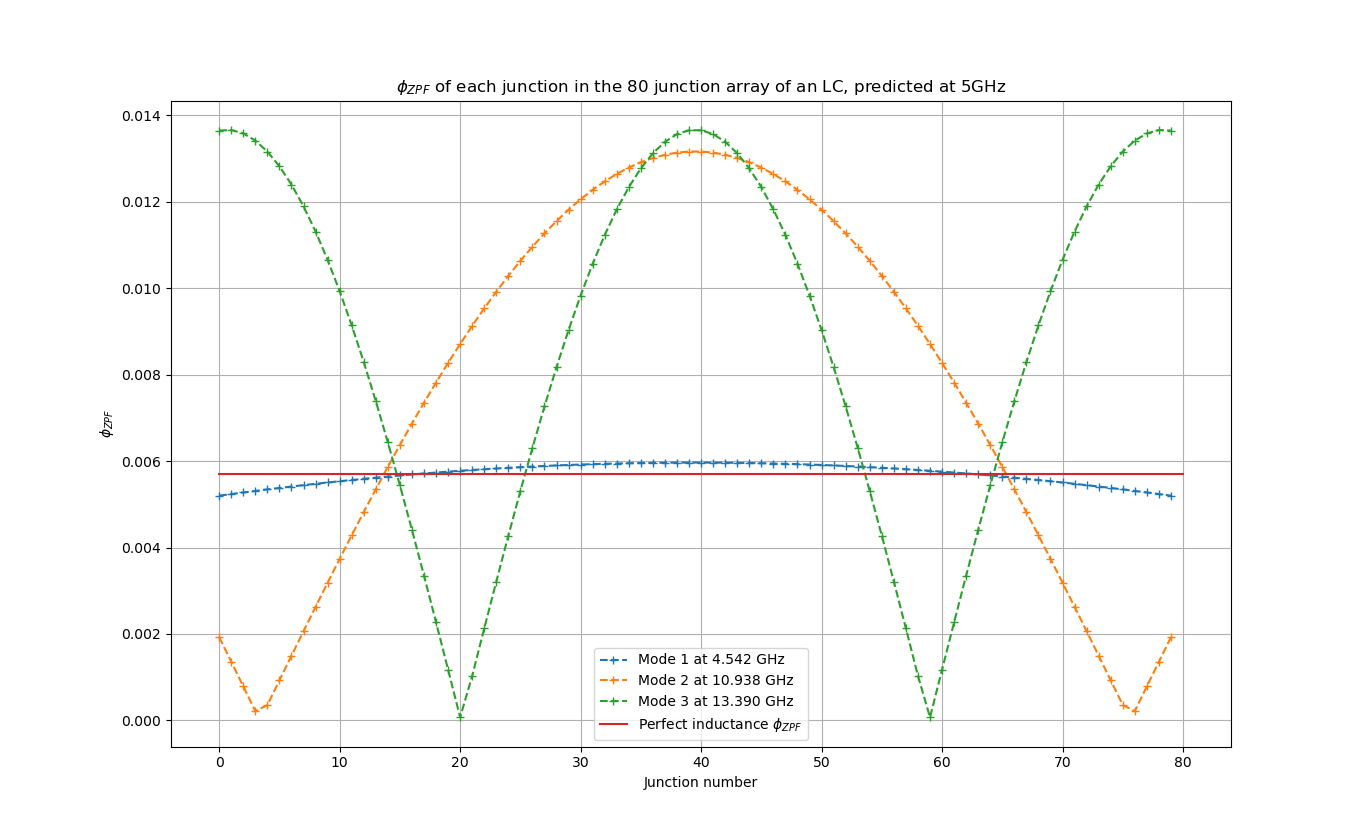 ϕZPF of each junction in the 80 junction array of an LC, predicted at 5GHz
0.014
0.012
0.010
0.008
0.006
0.004
0.002
0.000
ϕZPF
Mode 1 at 4.542 GHz
Mode 2 at 10.938 GHz
Mode 3 at 13.390 GHz
Perfect inductance ϕZPF
0 10 20 30 40 50 60 70 80
Junction number